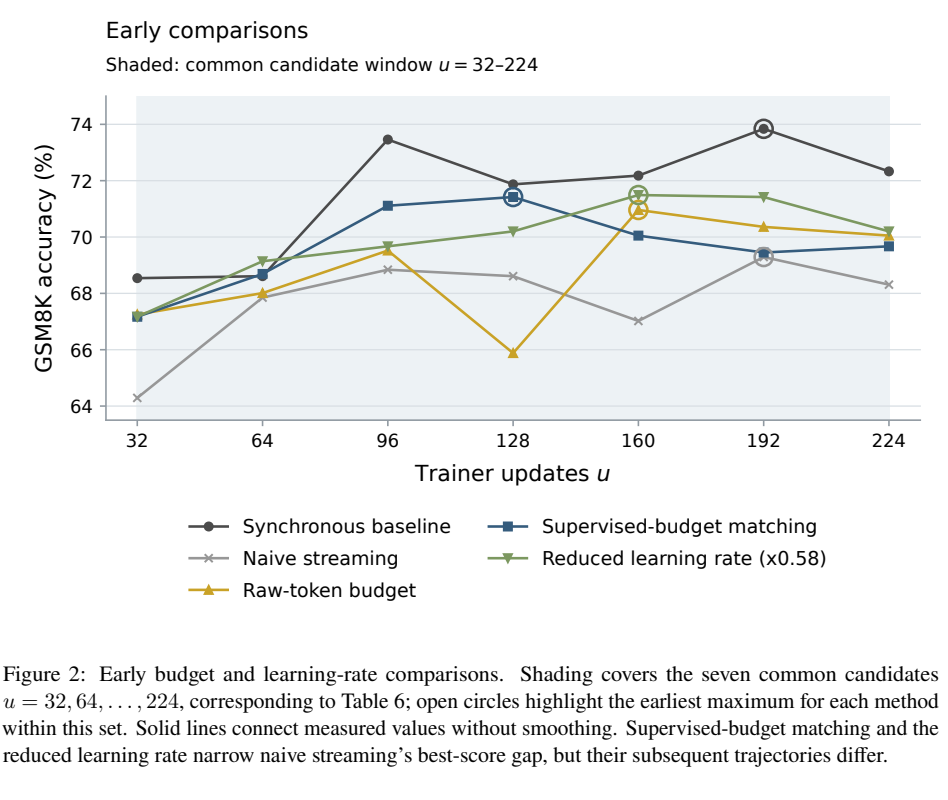 Early comparisons
Shaded: common candidate window u = 32–224
GSM8K accuracy (%)
74
72
70
68
66
64
32 64 96 128 160 192 224
Trainer updates u
Synchronous baseline
Naive streaming
Raw-token budget
Supervised-budget matching
Reduced learning rate (x0.58)
Figure 2: Early budget and learning-rate comparisons. Shading covers the seven common candidates
u = 32, 64, . . . , 224, corresponding to Table 6; open circles highlight the earliest maximum for each method
within this set. Solid lines connect measured values without smoothing. Supervised-budget matching and the
reduced learning rate narrow naive streaming’s best-score gap, but their subsequent trajectories differ.